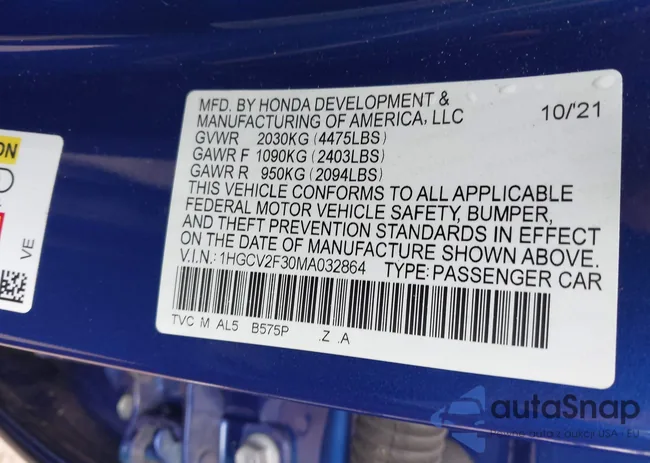 MFD. BY HONDA DEVELOPMENT &
MANUFACTURING OF AMERICA, LLC 10/'21
GVWR 2030KG (4475LBS)
GAWR F 1090KG (2403LBS)
GAWR R 950KG (2094LBS)
THIS VEHICLE CONFORMS TO ALL APPLICABLE
FEDERAL MOTOR VEHICLE SAFETY, BUMPER,
AND THEFT PREVENTION STANDARDS IN EFFECT
ON THE DATE OF MANUFACTURE SHOWN ABOVE.
V.I.N.: 1HGCV2F30MA032864 TYPE: PASSENGER CAR
TVC M AL5 B575P .Z .A
ON
VE
autoSnap